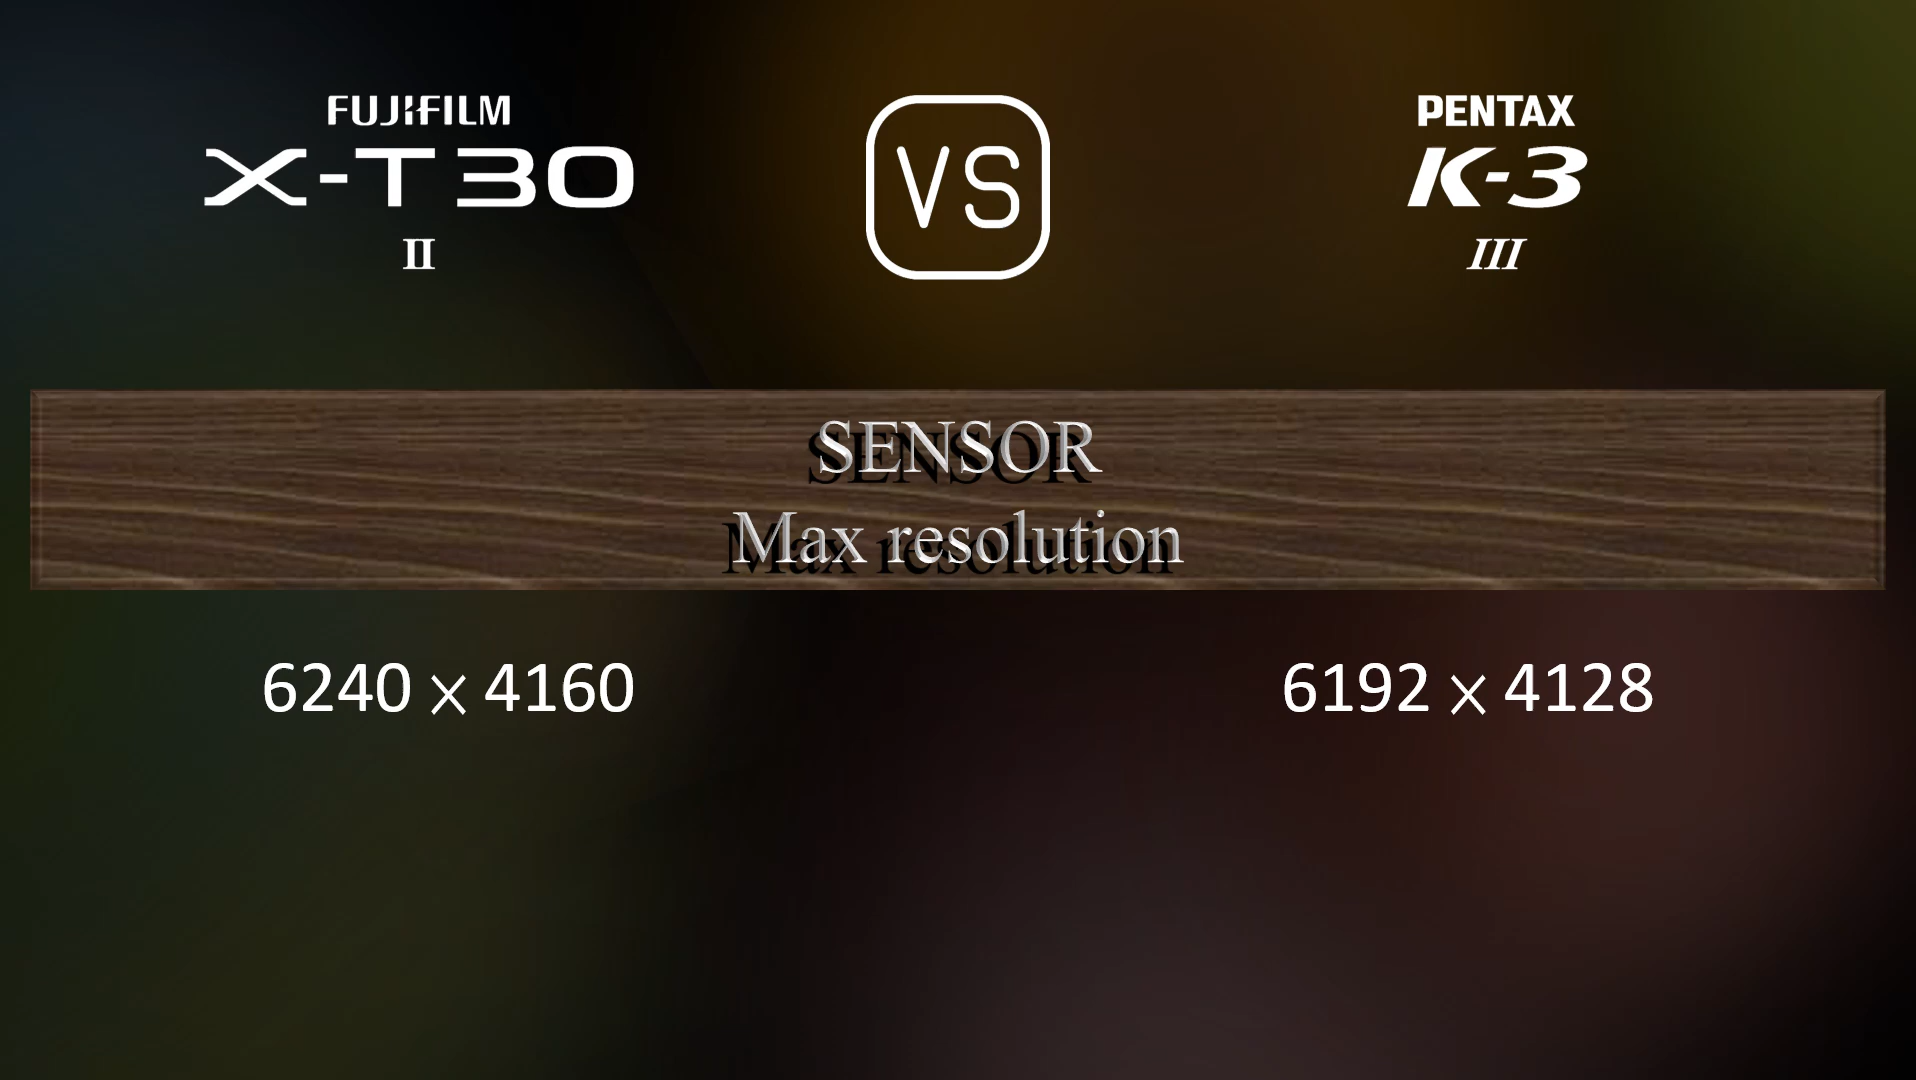 FUJIFILM
X-T30
II
VS
PENTAX
K-3
III
SENSOR
Max resolution
6240 x 4160
6192 x 4128